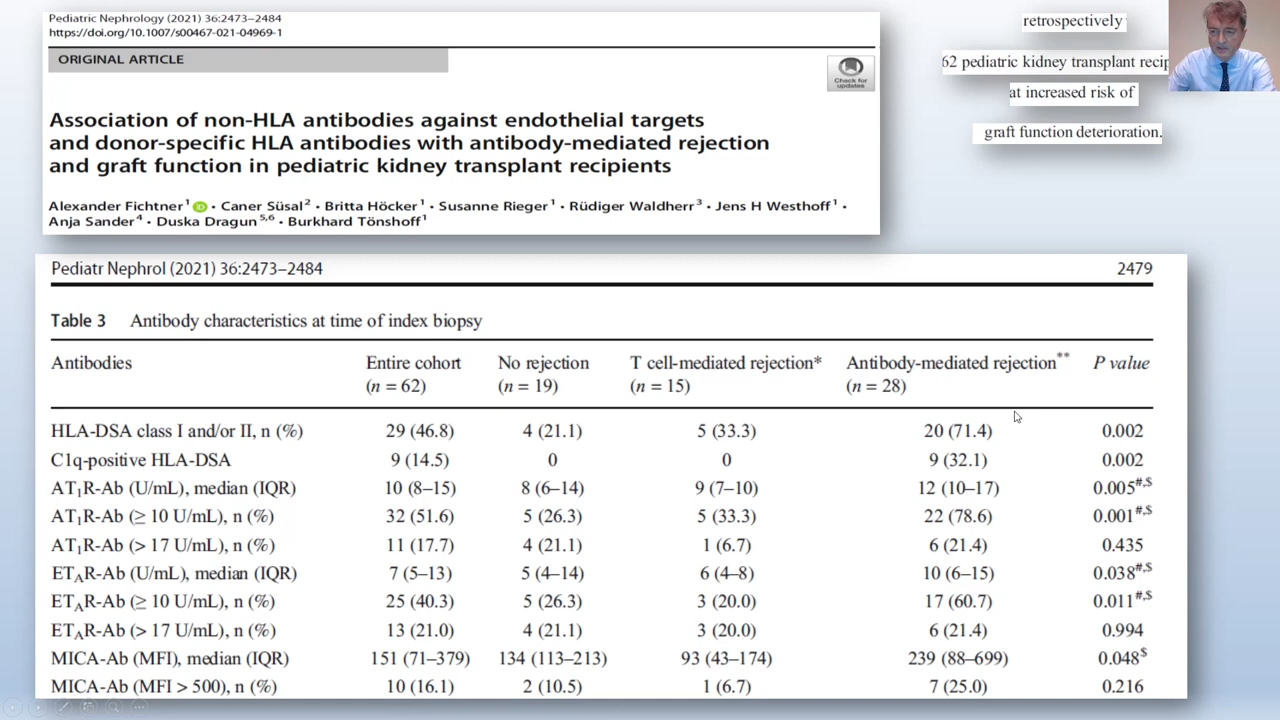 Pediatric Nephrology (2021) 36:2473–2484
https://doi.org/10.1007/s00467-021-04969-1
ORIGINAL ARTICLE
Check for
updates
Association of non-HLA antibodies against endothelial targets
and donor-specific HLA antibodies with antibody-mediated rejection
and graft function in pediatric kidney transplant recipients
Alexander Fichtner¹ iD · Caner Süsal² · Britta Höcker¹ · Susanne Rieger¹ · Rüdiger Waldherr³ · Jens H Westhoff¹ ·
Anja Sander⁴ · Duska Dragun⁵,⁶ · Burkhard Tönshoff¹
retrospectively
62 pediatric kidney transplant recip
at increased risk of
graft function deterioration.
Pediatr Nephrol (2021) 36:2473–2484 2479
Table 3 Antibody characteristics at time of index biopsy
Antibodies Entire cohort No rejection T cell-mediated rejection* Antibody-mediated rejection** P value
(n = 62) (n = 19) (n = 15) (n = 28)
HLA-DSA class I and/or II, n (%) 29 (46.8) 4 (21.1) 5 (33.3) 20 (71.4) 0.002
C1q-positive HLA-DSA 9 (14.5) 0 0 9 (32.1) 0.002
AT₁R-Ab (U/mL), median (IQR) 10 (8–15) 8 (6–14) 9 (7–10) 12 (10–17) 0.005#,$
AT₁R-Ab (≥ 10 U/mL), n (%) 32 (51.6) 5 (26.3) 5 (33.3) 22 (78.6) 0.001#,$
AT₁R-Ab (> 17 U/mL), n (%) 11 (17.7) 4 (21.1) 1 (6.7) 6 (21.4) 0.435
ET_AR-Ab (U/mL), median (IQR) 7 (5–13) 5 (4–14) 6 (4–8) 10 (6–15) 0.038#,$
ET_AR-Ab (≥ 10 U/mL), n (%) 25 (40.3) 5 (26.3) 3 (20.0) 17 (60.7) 0.011#,$
ET_AR-Ab (> 17 U/mL), n (%) 13 (21.0) 4 (21.1) 3 (20.0) 6 (21.4) 0.994
MICA-Ab (MFI), median (IQR) 151 (71–379) 134 (113–213) 93 (43–174) 239 (88–699) 0.048$
MICA-Ab (MFI > 500), n (%) 10 (16.1) 2 (10.5) 1 (6.7) 7 (25.0) 0.216